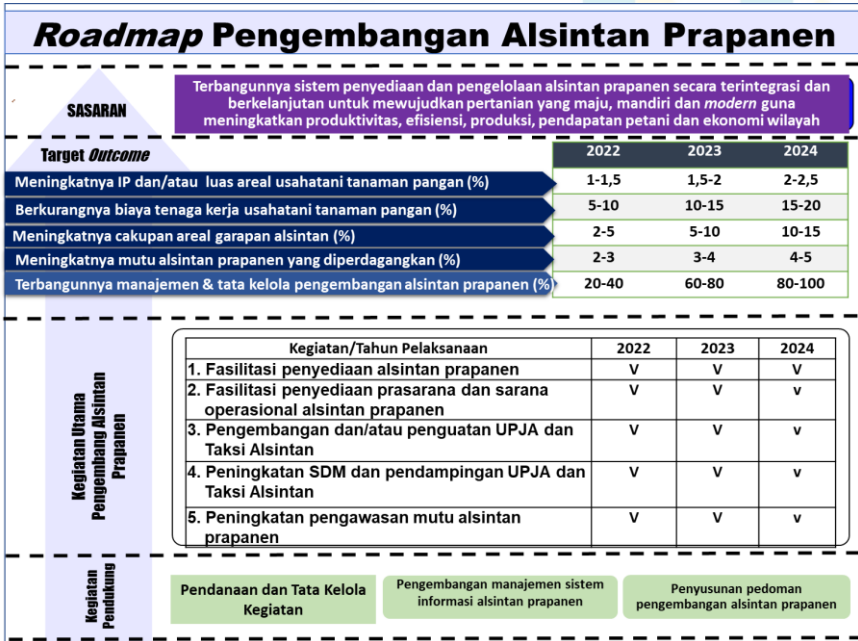 Roadmap Pengembangan Alsintan Prapanen
SASARAN
Terbangunnya sistem penyediaan dan pengelolaan alsintan prapanen secara terintegrasi dan
berkelanjutan untuk mewujudkan pertanian yang maju, mandiri dan modern guna
meningkatkan produktivitas, efisiensi, produksi, pendapatan petani dan ekonomi wilayah
Target Outcome
2022 2023 2024
Meningkatnya IP dan/atau luas areal usahatani tanaman pangan (%) 1-1,5 1,5-2 2-2,5
Berkurangnya biaya tenaga kerja usahatani tanaman pangan (%) 5-10 10-15 15-20
Meningkatnya cakupan areal garapan alsintan (%) 2-5 5-10 10-15
Meningkatnya mutu alsintan prapanen yang diperdagangkan (%) 2-3 3-4 4-5
Terbangunnya manajemen & tata kelola pengembangan alsintan prapanen (%) 20-40 60-80 80-100
Kegiatan Utama
Pengembang Alsintan
Prapanen
Kegiatan/Tahun Pelaksanaan 2022 2023 2024
1. Fasilitasi penyediaan alsintan prapanen V V V
2. Fasilitasi penyediaan prasarana dan sarana V V v
operasional alsintan prapanen
3. Pengembangan dan/atau penguatan UPJA dan V V v
Taksi Alsintan
4. Peningkatan SDM dan pendampingan UPJA dan V V v
Taksi Alsintan
5. Peningkatan pengawasan mutu alsintan V V v
prapanen
Kegiatan
Pendukung
Pendanaan dan Tata Kelola
Kegiatan
Pengembangan manajemen sistem
informasi alsintan prapanen
Penyusunan pedoman
pengembangan alsintan prapanen